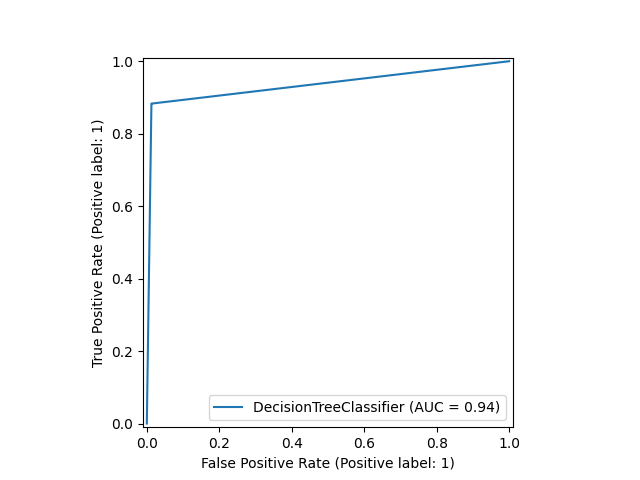 True Positive Rate (Positive label: 1)
1.0
0.8
0.6
0.4
0.2
0.0
DecisionTreeClassifier (AUC = 0.94)
0.0 0.2 0.4 0.6 0.8 1.0
False Positive Rate (Positive label: 1)